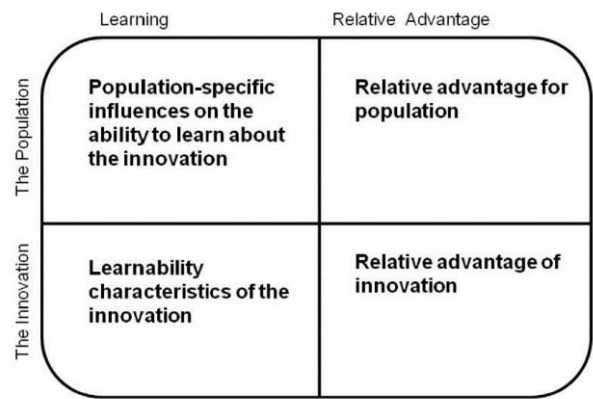 Learning
Relative Advantage
The Population
Population-specific
influences on the
ability to learn about
the innovation
Relative advantage for
population
The Innovation
Learnability
characteristics of the
innovation
Relative advantage of
innovation